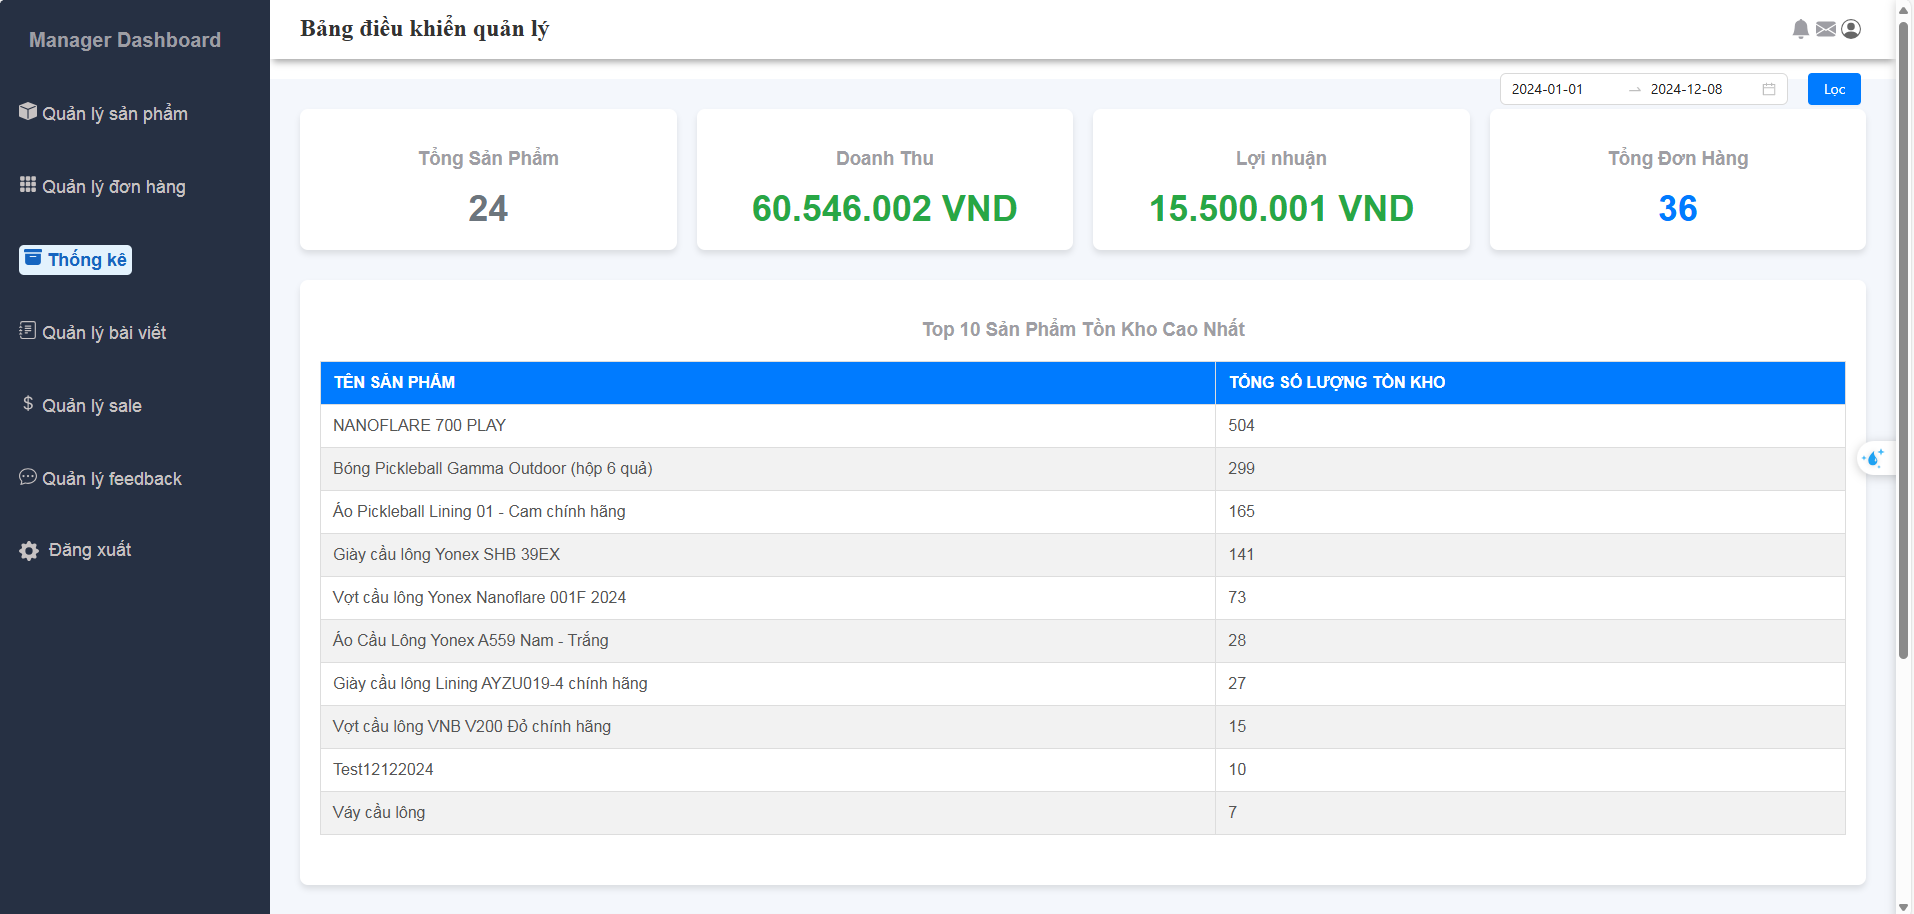 Manager Dashboard
Quản lý sản phẩm
Quản lý đơn hàng
Thống kê
Quản lý bài viết
$ Quản lý sale
Quản lý feedback
Đăng xuất
Bảng điều khiển quản lý
2024-01-01 → 2024-12-08
Lọc
Tổng Sản Phẩm
24
Doanh Thu
60.546.002 VND
Lợi nhuận
15.500.001 VND
Tổng Đơn Hàng
36
Top 10 Sản Phẩm Tồn Kho Cao Nhất
TÊN SẢN PHẨM TỔNG SỐ LƯỢNG TỒN KHO
NANOFLARE 700 PLAY 504
Bóng Pickleball Gamma Outdoor (hộp 6 quả) 299
Áo Pickleball Lining 01 - Cam chính hãng 165
Giày cầu lông Yonex SHB 39EX 141
Vợt cầu lông Yonex Nanoflare 001F 2024 73
Áo Cầu Lông Yonex A559 Nam - Trắng 28
Giày cầu lông Lining AYZU019-4 chính hãng 27
Vợt cầu lông VNB V200 Đỏ chính hãng 15
Test12122024 10
Váy cầu lông 7